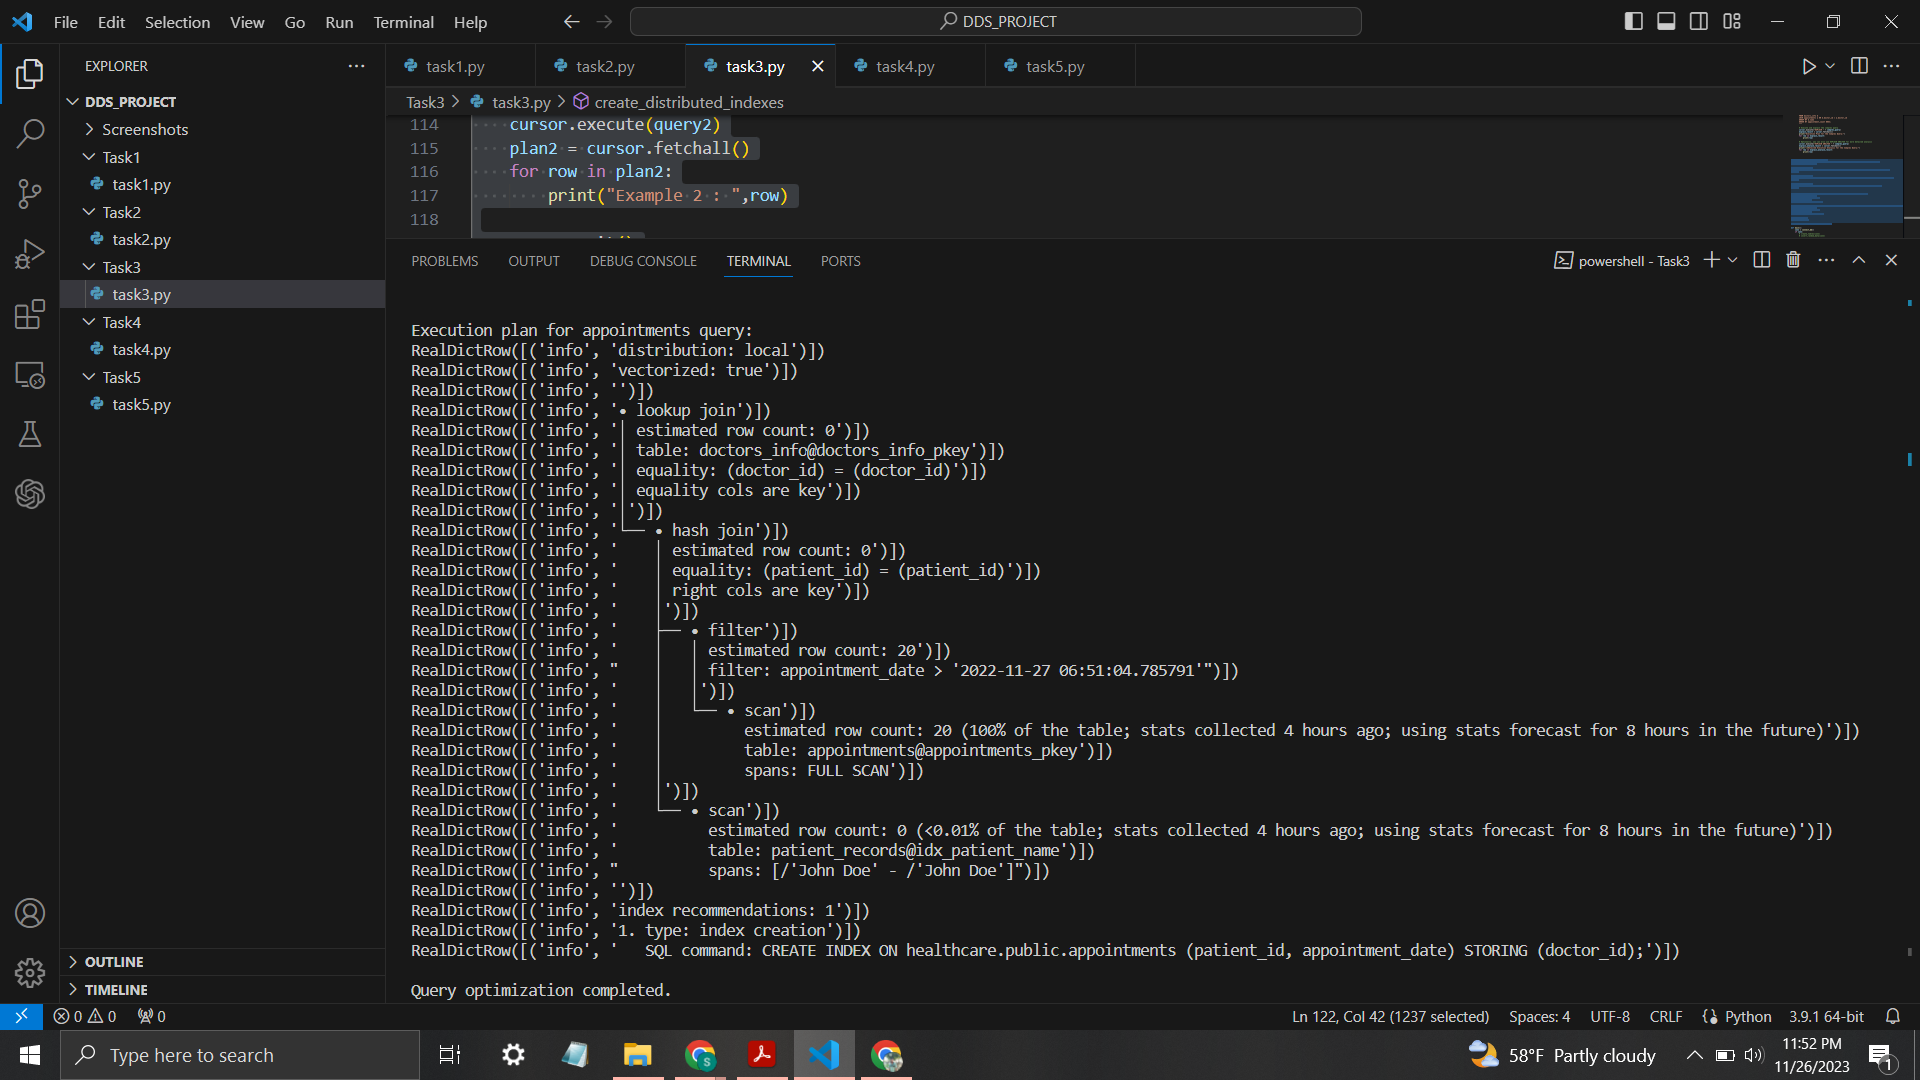 File Edit Selection View Go Run Terminal Help
DDS_PROJECT
EXPLORER
DDS_PROJECT
Screenshots
Task1
task1.py
Task2
task2.py
Task3
task3.py
Task4
task4.py
Task5
task5.py
OUTLINE
TIMELINE
task1.py task2.py task3.py task4.py task5.py
Task3 > task3.py > create_distributed_indexes
114 cursor.execute(query2)
115 plan2 = cursor.fetchall()
116 for row in plan2:
117 print("Example 2 : ",row)
118
PROBLEMS OUTPUT DEBUG CONSOLE TERMINAL PORTS
powershell - Task3
Execution plan for appointments query:
RealDictRow([('info', 'distribution: local')])
RealDictRow([('info', 'vectorized: true')])
RealDictRow([('info', '')])
RealDictRow([('info', '• lookup join')])
RealDictRow([('info', '│ estimated row count: 0')])
RealDictRow([('info', '│ table: doctors_info@doctors_info_pkey')])
RealDictRow([('info', '│ equality: (doctor_id) = (doctor_id)')])
RealDictRow([('info', '│ equality cols are key')])
RealDictRow([('info', '│')])
RealDictRow([('info', '└── • hash join')])
RealDictRow([('info', '    │ estimated row count: 0')])
RealDictRow([('info', '    │ equality: (patient_id) = (patient_id)')])
RealDictRow([('info', '    │ right cols are key')])
RealDictRow([('info', '    │')])
RealDictRow([('info', '    ├── • filter')])
RealDictRow([('info', '    │   │ estimated row count: 20')])
RealDictRow([('info', "    │   │ filter: appointment_date > '2022-11-27 06:51:04.785791'")])
RealDictRow([('info', '    │   │')])
RealDictRow([('info', '    │   └── • scan')])
RealDictRow([('info', '    │         estimated row count: 20 (100% of the table; stats collected 4 hours ago; using stats forecast for 8 hours in the future)')])
RealDictRow([('info', '    │         table: appointments@appointments_pkey')])
RealDictRow([('info', '    │         spans: FULL SCAN')])
RealDictRow([('info', '    │')])
RealDictRow([('info', '    └── • scan')])
RealDictRow([('info', '          estimated row count: 0 (<0.01% of the table; stats collected 4 hours ago; using stats forecast for 8 hours in the future)')])
RealDictRow([('info', '          table: patient_records@idx_patient_name')])
RealDictRow([('info', "          spans: [/'John Doe' - /'John Doe']")])
RealDictRow([('info', '')])
RealDictRow([('info', 'index recommendations: 1')])
RealDictRow([('info', '1. type: index creation')])
RealDictRow([('info', '   SQL command: CREATE INDEX ON healthcare.public.appointments (patient_id, appointment_date) STORING (doctor_id);')])
Query optimization completed.
0 0 0
Ln 122, Col 42 (1237 selected) Spaces: 4 UTF-8 CRLF Python 3.9.1 64-bit
Type here to search
58°F Partly cloudy
11:52 PM
11/26/2023
1